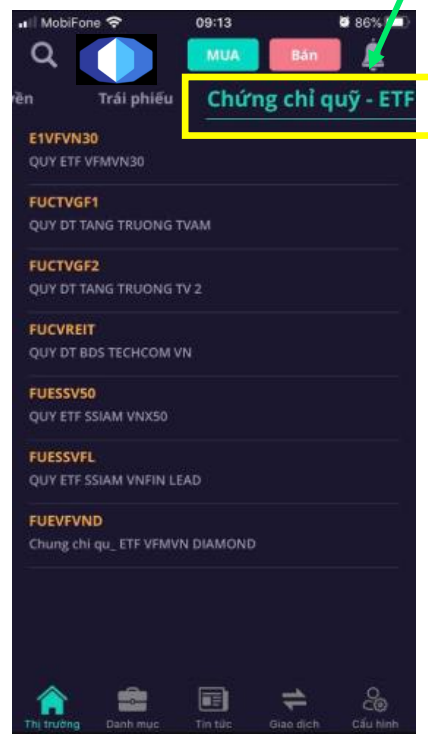 MobiFone 09:13 86%
MUA Bán
ền Trái phiếu Chứng chỉ quỹ - ETF
E1VFVN30
QUY ETF VFMVN30
FUCTVGF1
QUY DT TANG TRUONG TVAM
FUCTVGF2
QUY DT TANG TRUONG TV 2
FUCVREIT
QUY DT BDS TECHCOM VN
FUESSV50
QUY ETF SSIAM VNX50
FUESSVFL
QUY ETF SSIAM VNFIN LEAD
FUEVFVND
Chung chi qu_ ETF VFMVN DIAMOND
Thị trường Danh mục Tin tức Giao dịch Cấu hình